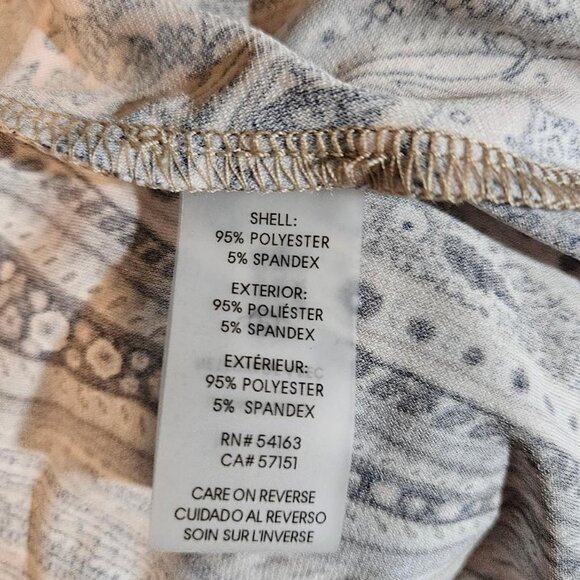 SHELL:
95% POLYESTER
5% SPANDEX
EXTERIOR:
95% POLIÉSTER
5% SPANDEX
EXTÉRIEUR:
95% POLYESTER
5% SPANDEX
RN# 54163
CA# 57151
CARE ON REVERSE
CUIDADO AL REVERSO
SOIN SUR L'INVERSE